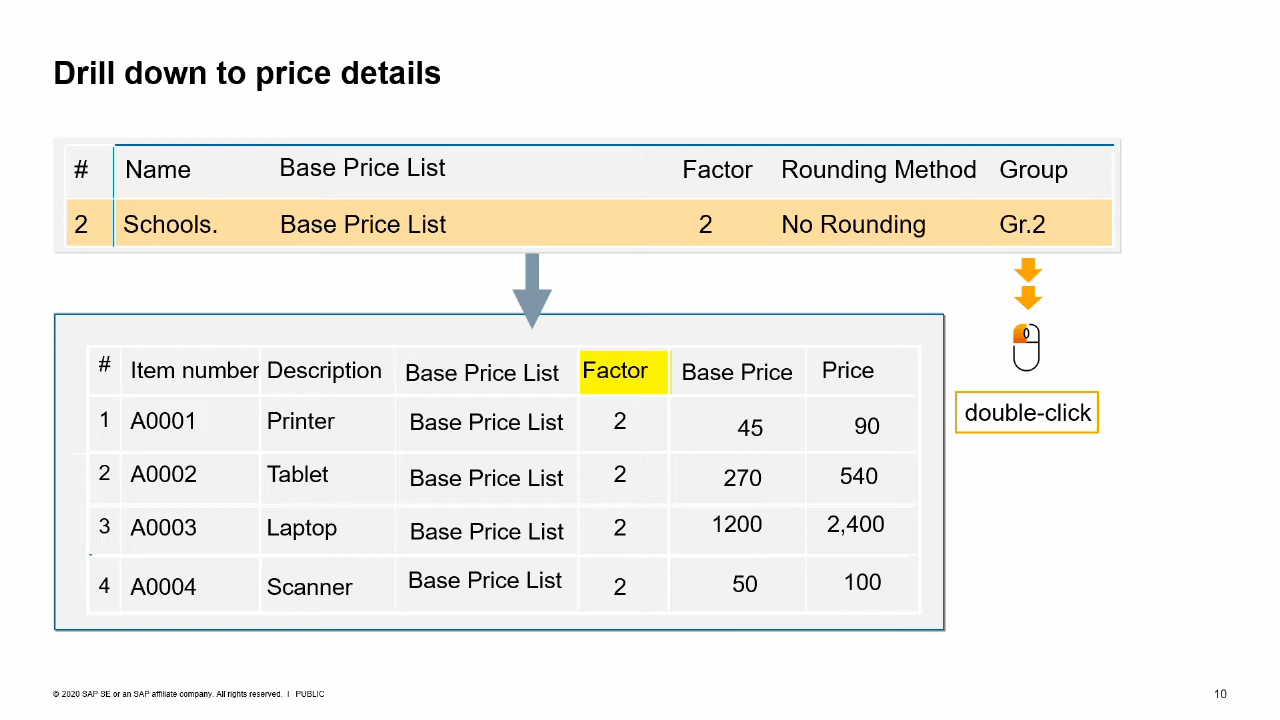 Drill down to price details
# Name Base Price List Factor Rounding Method Group
2 Schools. Base Price List 2 No Rounding Gr.2
# Item number Description Base Price List Factor Base Price Price
1 A0001 Printer Base Price List 2 45 90
2 A0002 Tablet Base Price List 2 270 540
3 A0003 Laptop Base Price List 2 1200 2,400
4 A0004 Scanner Base Price List 2 50 100
double-click
© 2020 SAP SE or an SAP affiliate company. All rights reserved. I PUBLIC
10